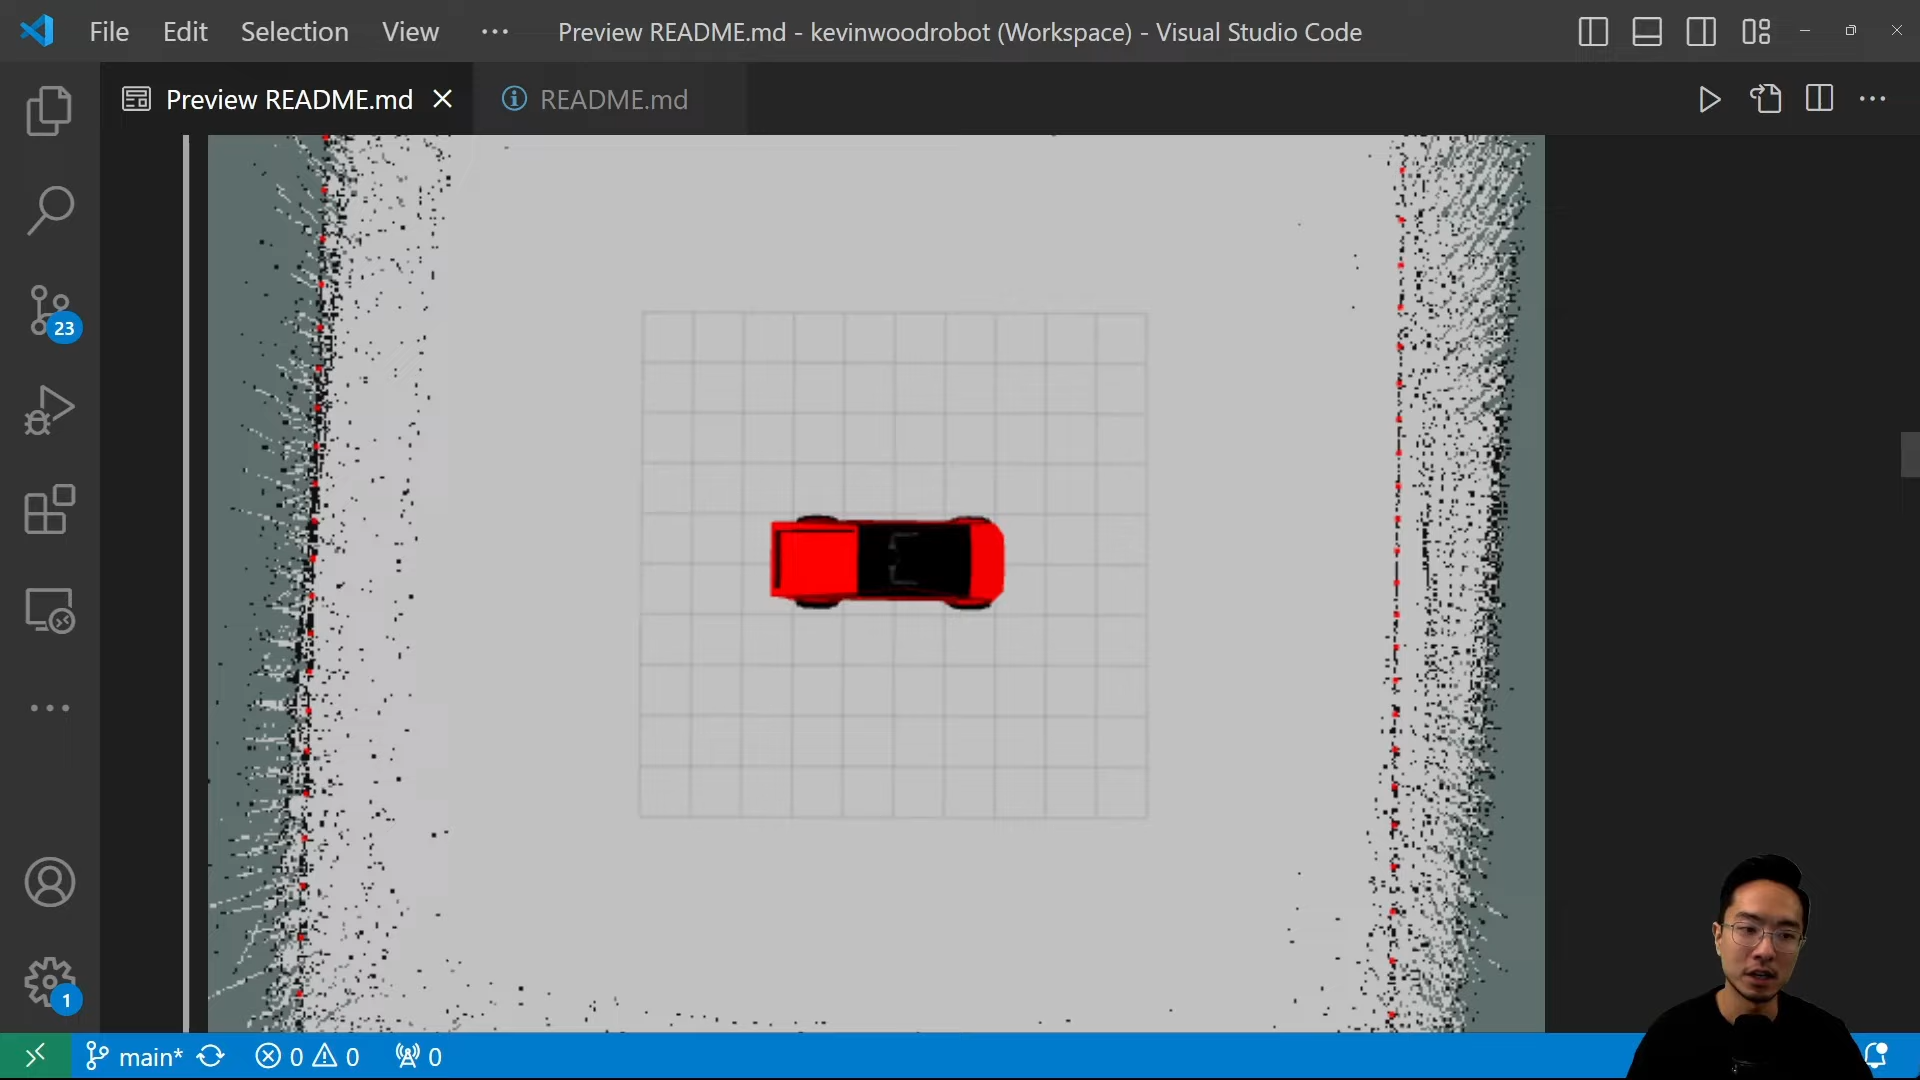 File Edit Selection View ··· Preview README.md - kevinwoodrobot (Workspace) - Visual Studio Code
Preview README.md README.md
23
1
main* 0 0 0